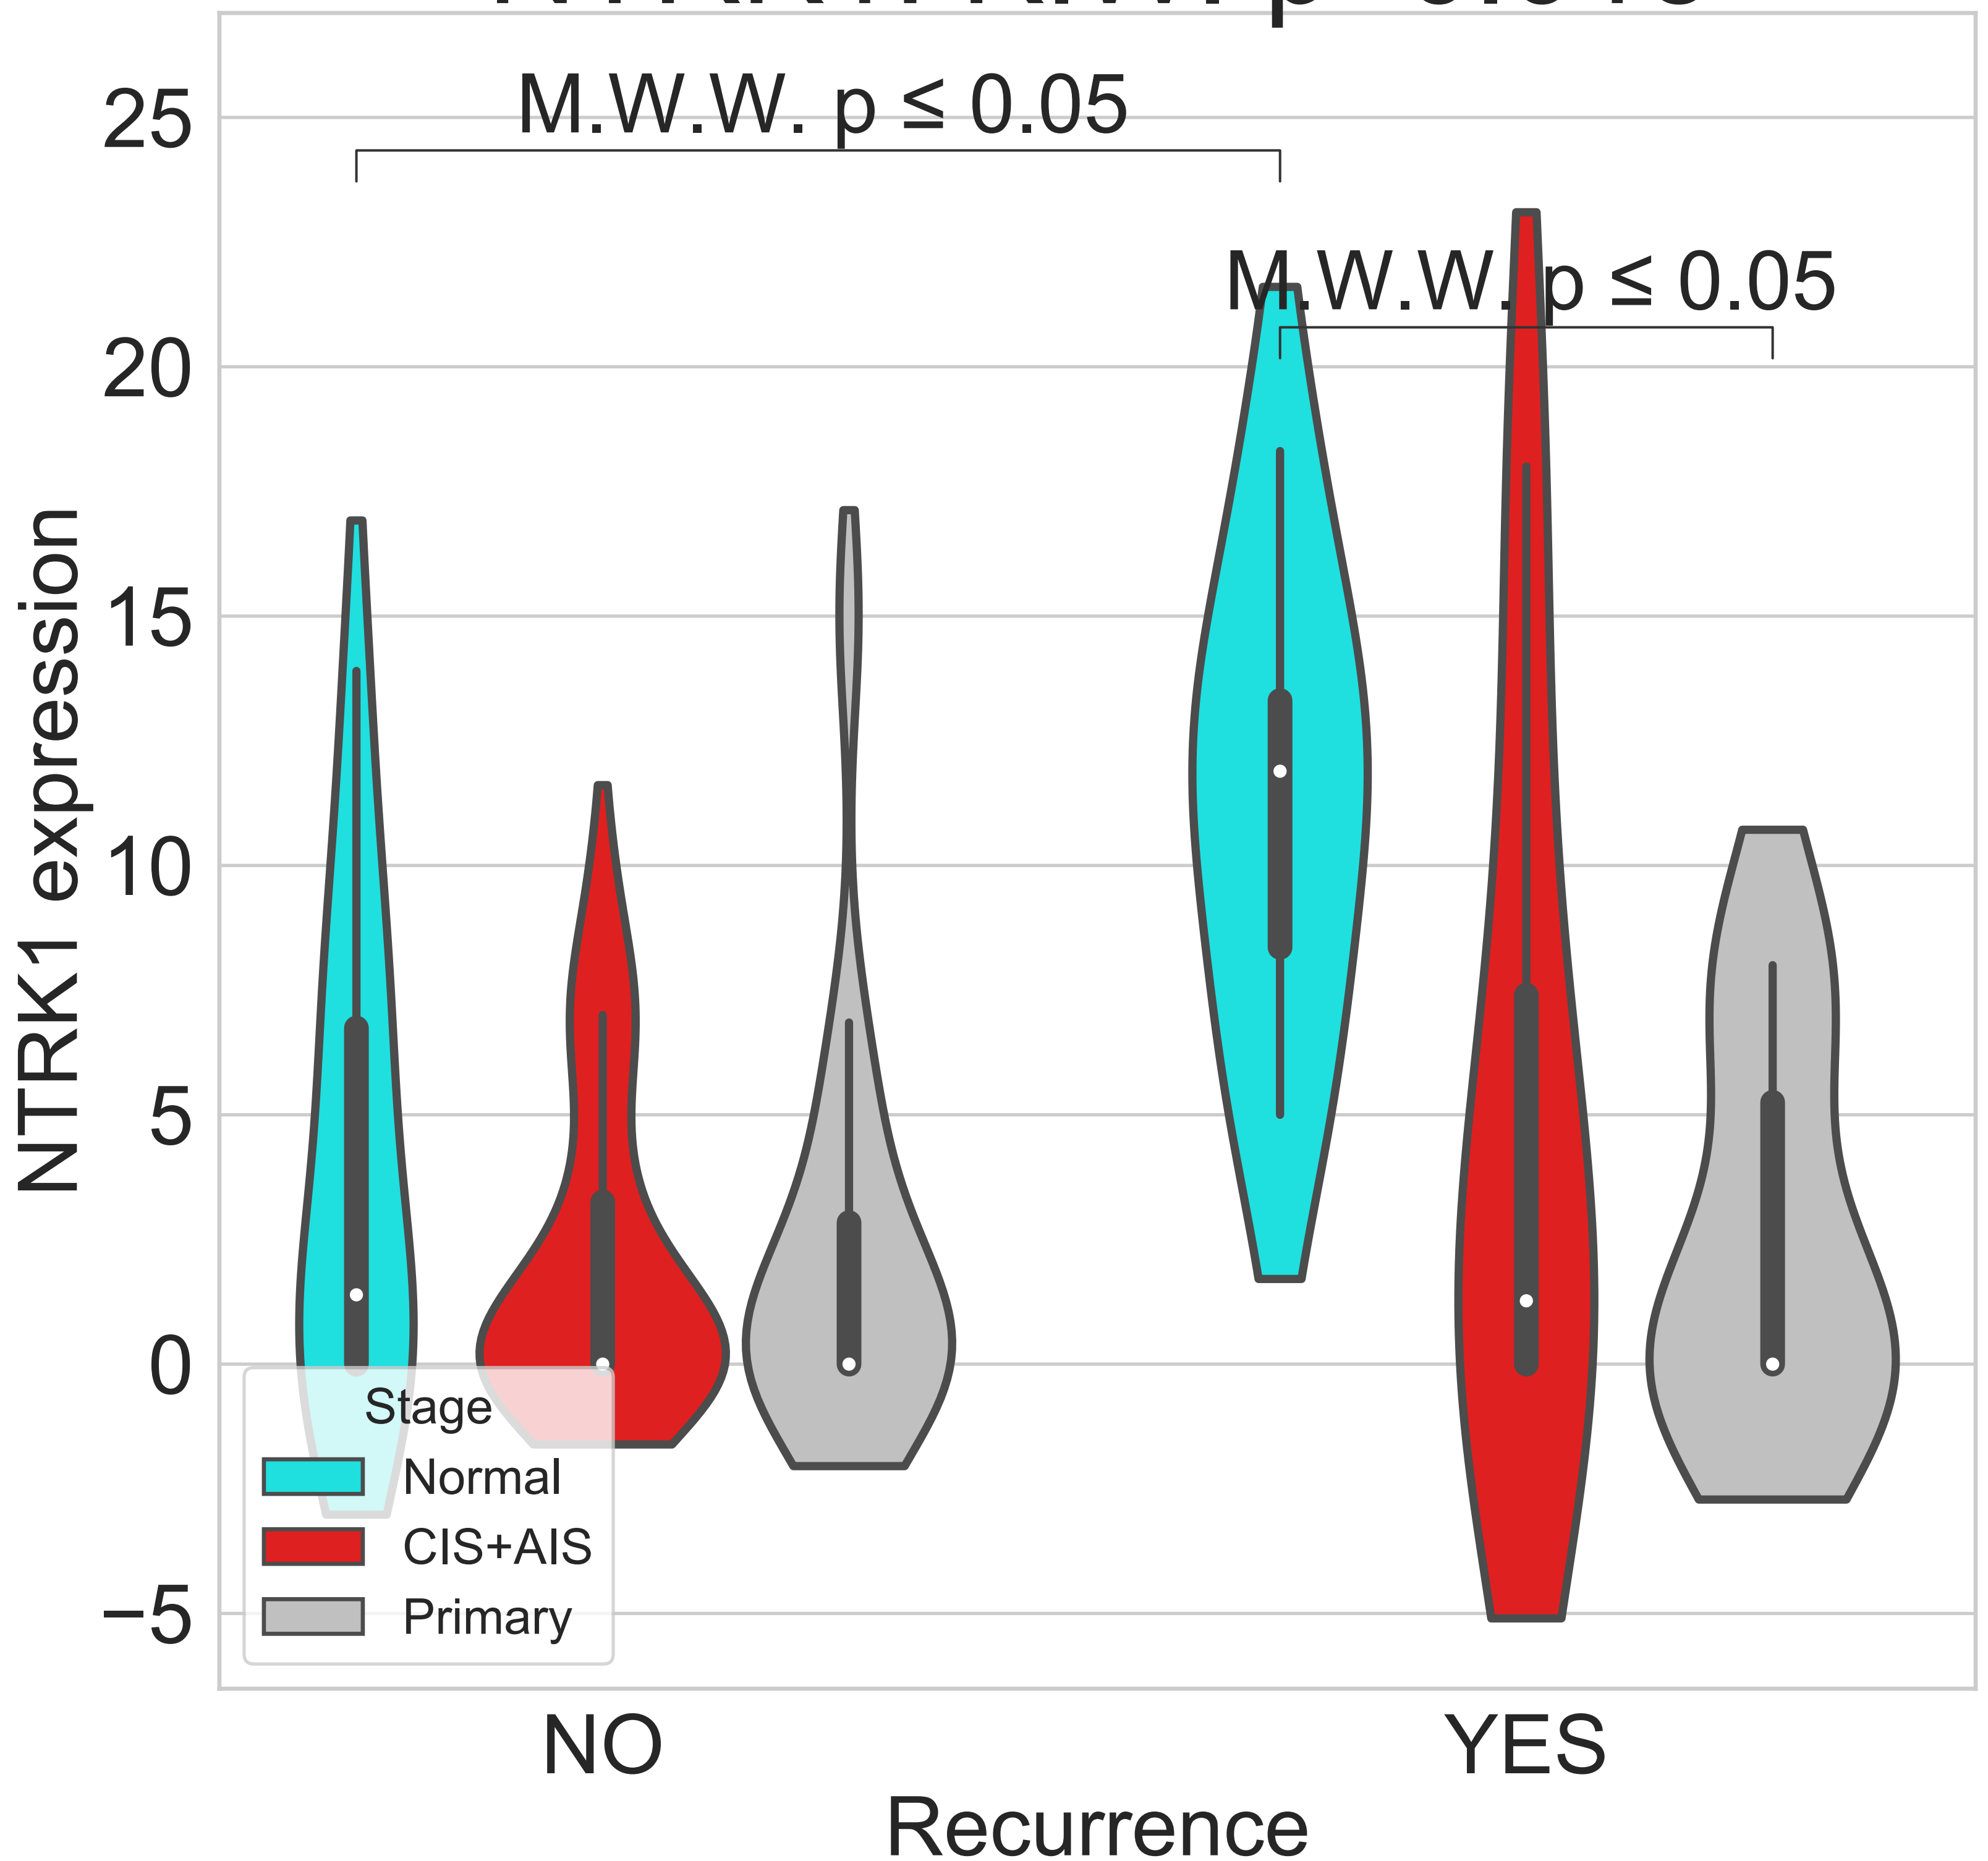 M.W.W. p ≤ 0.05
M.W.W. p ≤ 0.05
25
20
15
10
5
0
−5
NTRK1 expression
Stage
Normal
CIS+AIS
Primary
NO
YES
Recurrence